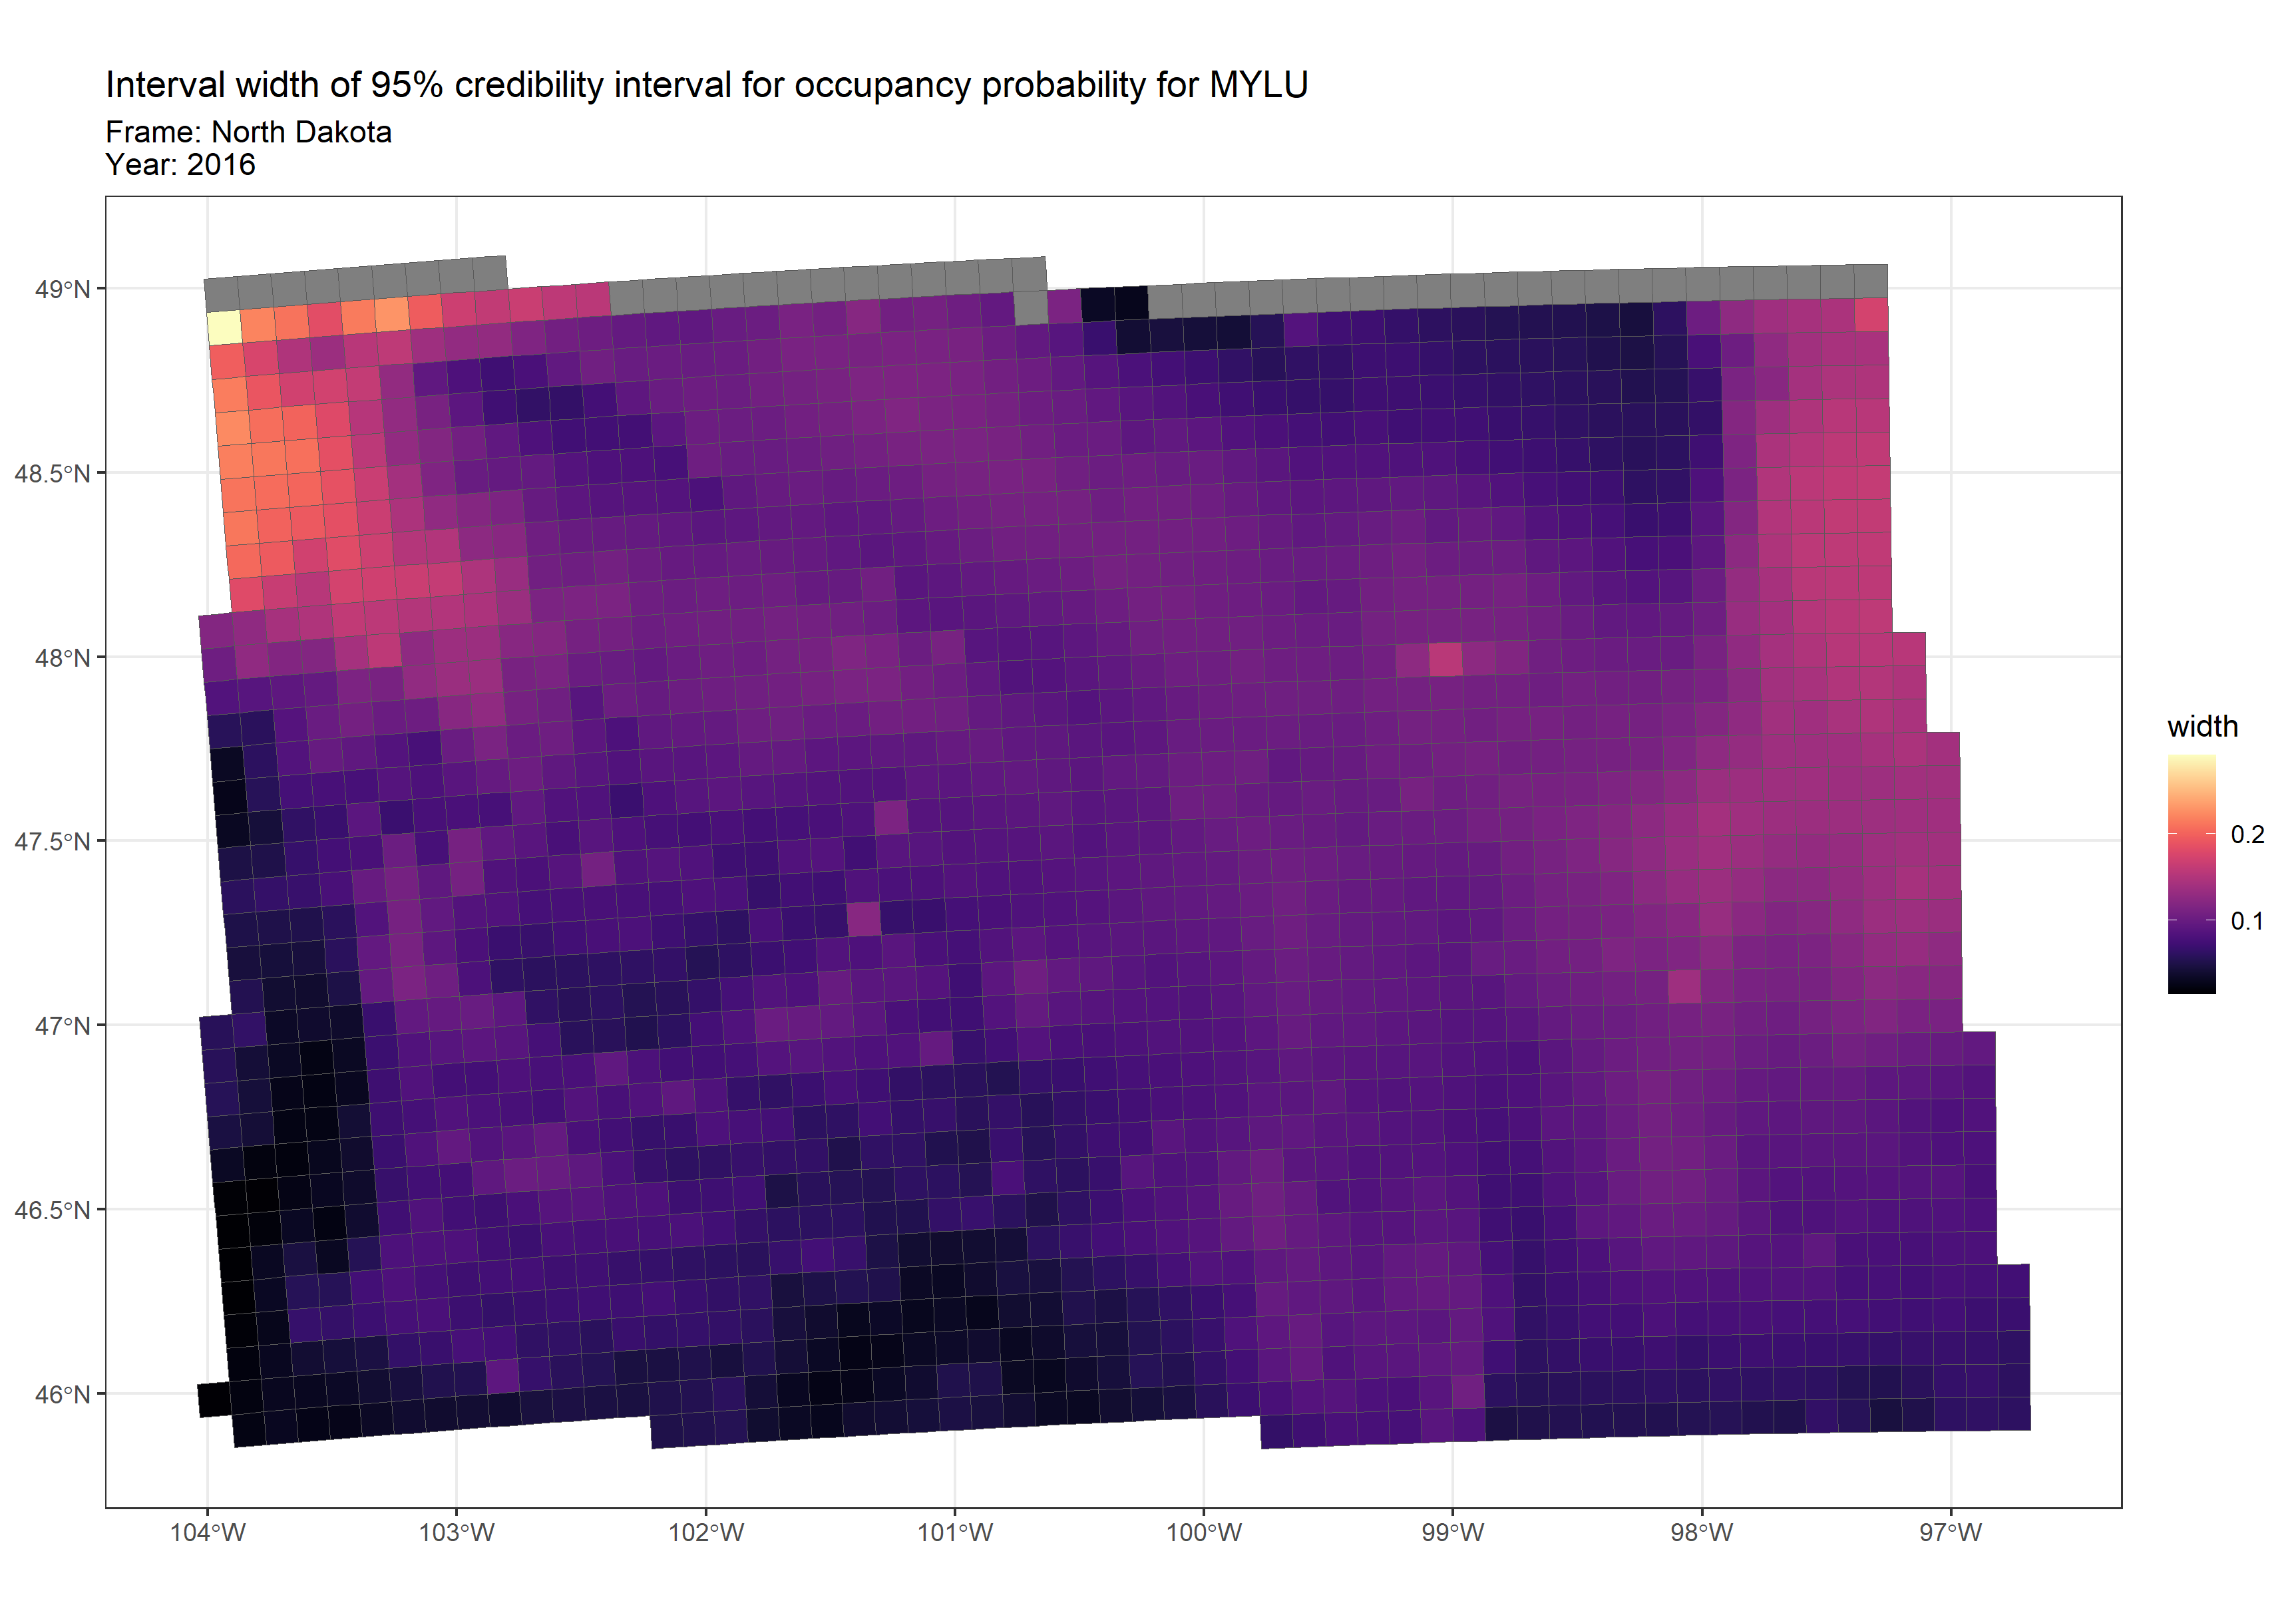 Interval width of 95% credibility interval for occupancy probability for MYLU
Frame: North Dakota
Year: 2016
49°N
48.5°N
48°N
47.5°N
47°N
46.5°N
46°N
104°W
103°W
102°W
101°W
100°W
99°W
98°W
97°W
width
0.2
0.1